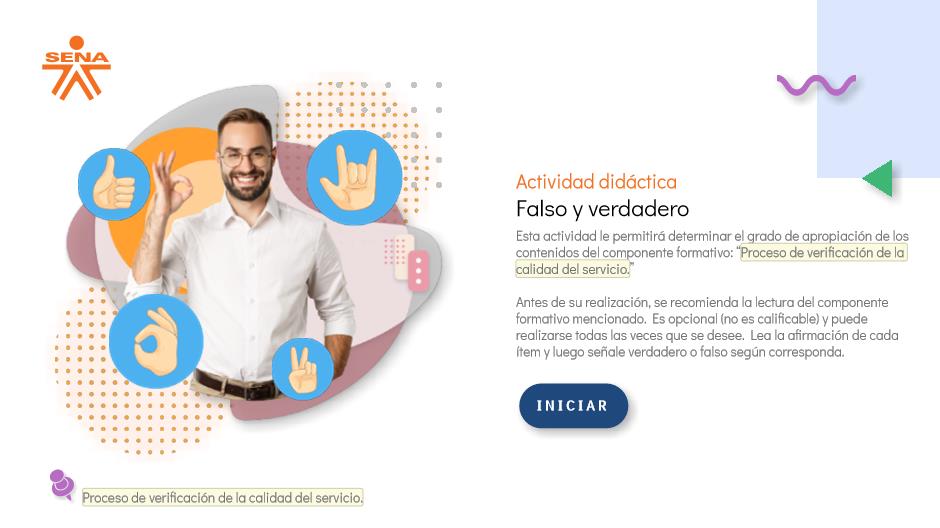 SENA
Actividad didáctica
Falso y verdadero
Esta actividad le permitirá determinar el grado de apropiación de los
contenidos del componente formativo: “Proceso de verificación de la
calidad del servicio.”
Antes de su realización, se recomienda la lectura del componente
formativo mencionado. Es opcional (no es calificable) y puede
realizarse todas las veces que se desee. Lea la afirmación de cada
ítem y luego señale verdadero o falso según corresponda.
INICIAR
Proceso de verificación de la calidad del servicio.